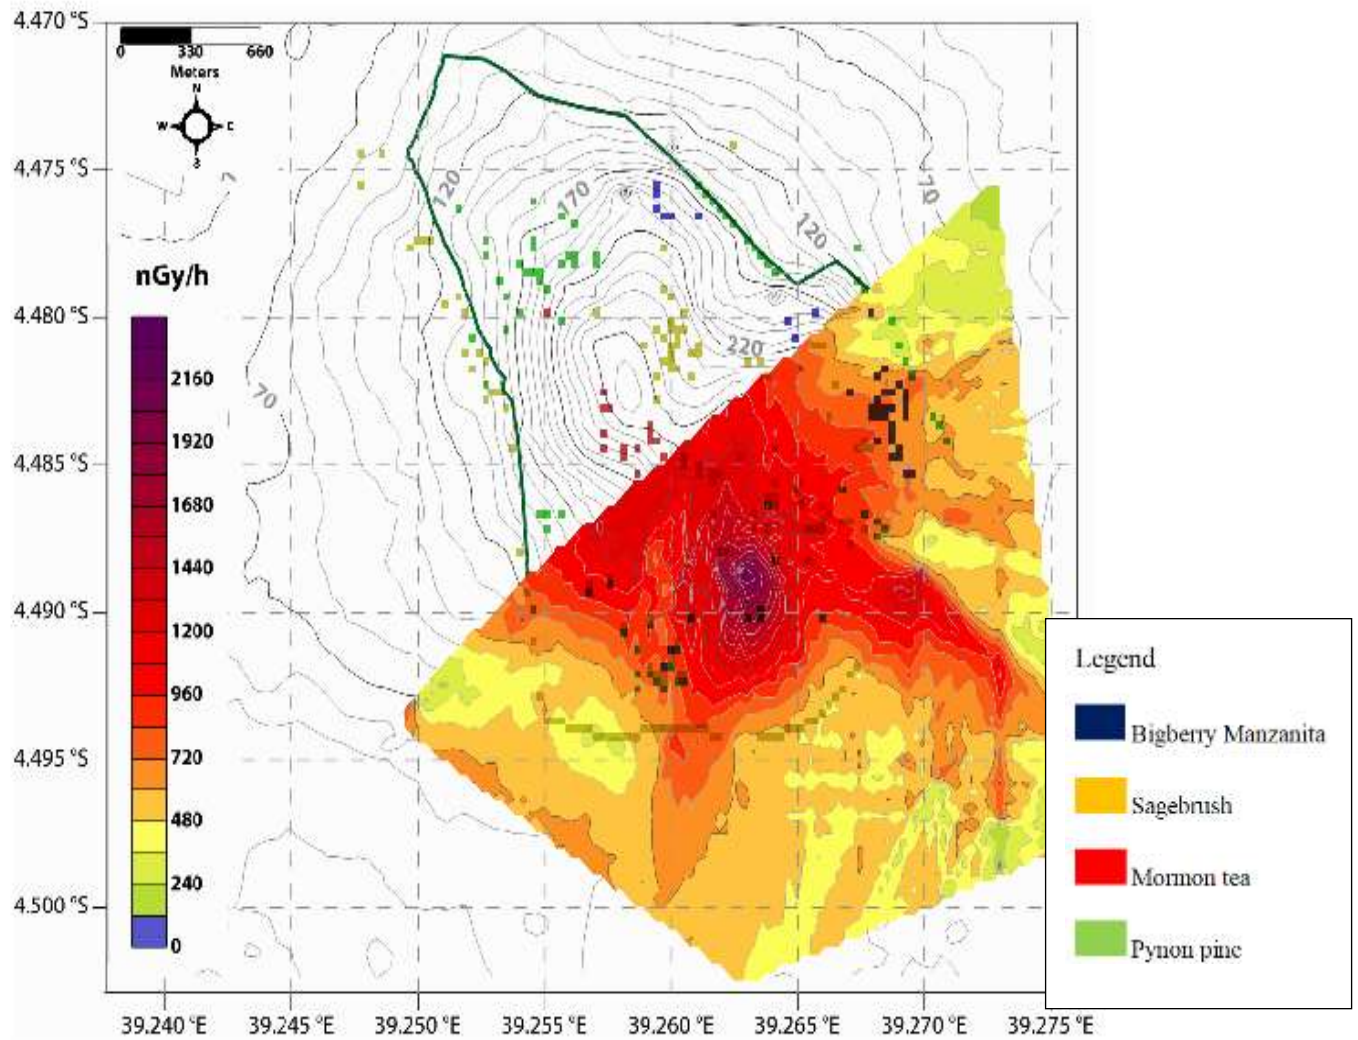 4.470 °S
0 330 660
Meters
N
W E
S
4.475 °S
120
170
120
70
nGy/h
4.480 °S
220
2160
70
1920
4.485 °S
1680
1440
4.490 °S
1200
Legend
960
Bigberry Manzanita
4.495 °S
720
Sagebrush
480
Mormon tea
240
4.500 °S
Pynon pine
0
39.240 °E 39.245 °E 39.250 °E 39.255 °E 39.260 °E 39.265 °E 39.270 °E 39.275 °E